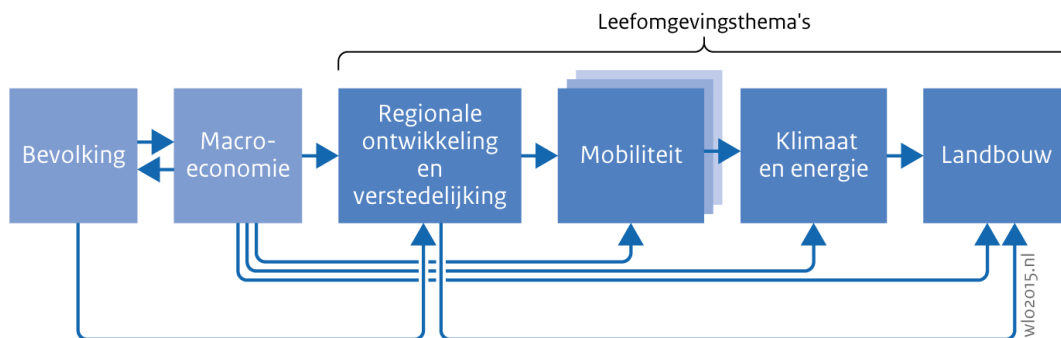 Leefomgevingsthema's
Bevolking
Macro-
economie
Regionale
ontwikkeling
en
verstedelijking
Mobiliteit
Klimaat
en energie
Landbouw
wlo2015.nl